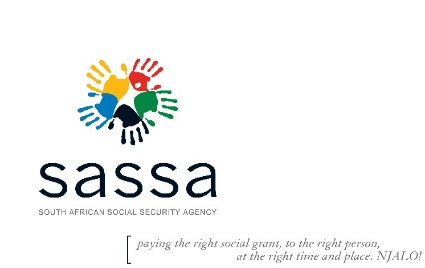 sassa
SOUTH AFRICAN SOCIAL SECURITY AGENCY
paying the right social grant, to the right person,
at the right time and place. NJALO!